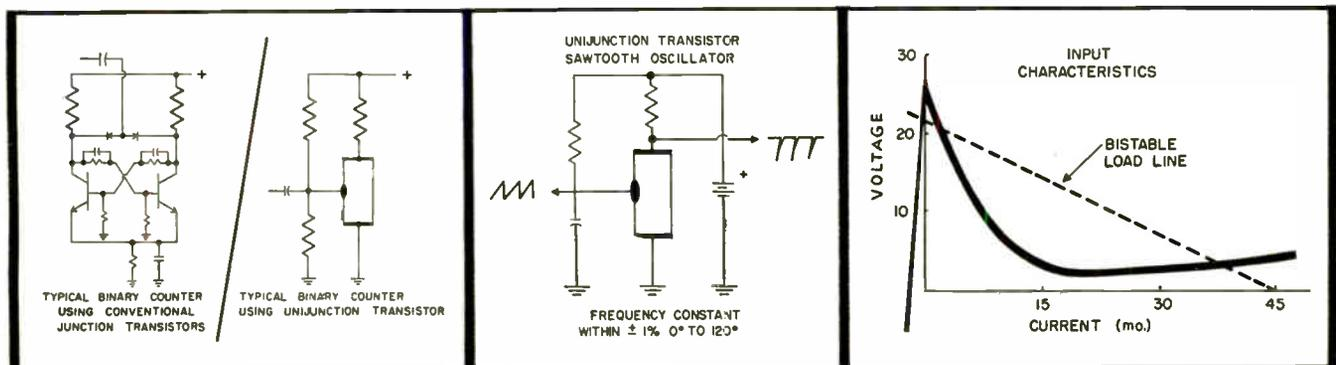 +
TYPICAL BINARY COUNTER
USING CONVENTIONAL
JUNCTION TRANSISTORS
+
TYPICAL BINARY COUNTER
USING UNIJUNCTION TRANSISTOR
UNIJUNCTION TRANSISTOR
SAWTOOTH OSCILLATOR
+
FREQUENCY CONSTANT
WITHIN ± 1% 0° TO 120°
INPUT
CHARACTERISTICS
30
20
10
VOLTAGE
BISTABLE
LOAD LINE
15 30 45
CURRENT (ma.)